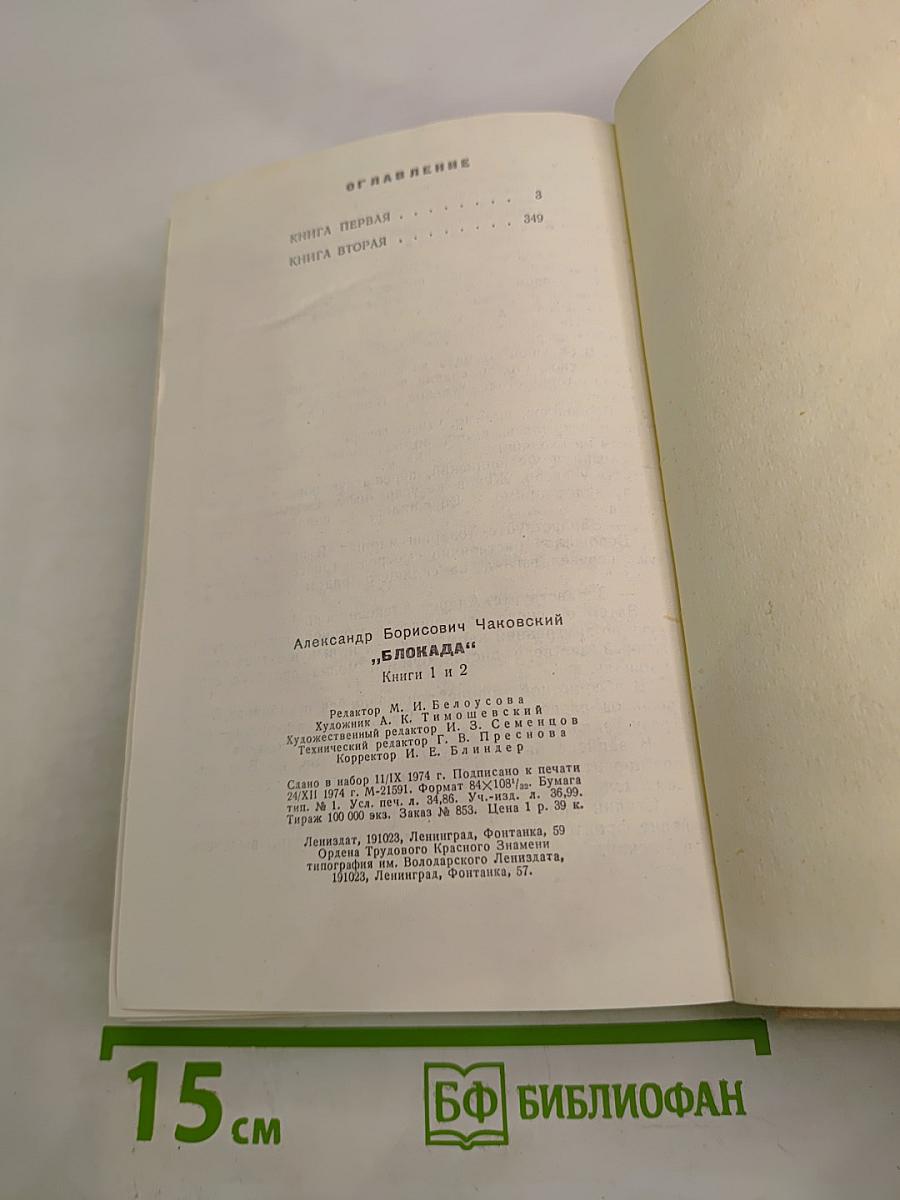 ОГЛАВЛЕНИЕ
КНИГА ПЕРВАЯ . . . . . . . . 3
КНИГА ВТОРАЯ . . . . . . . . 349
Александр Борисович Чаковский
„БЛОКАДА“
Книги 1 и 2
Редактор М. И. Белоусова
Художник А. К. Тимошевский
Художественный редактор И. З. Семенцов
Технический редактор Г. В. Преснова
Корректор И. Е. Блиндер
Сдано в набор 11/IX 1974 г. Подписано к печати
24/XII 1974 г. М-21591. Формат 84×108¹/₃₂. Бумага
тип. № 1. Усл. печ. л. 34,86. Уч.-изд. л. 36,99.
Тираж 100 000 экз. Заказ № 853. Цена 1 р. 39 к.
Лениздат, 191023, Ленинград, Фонтанка, 59
Ордена Трудового Красного Знамени
типография им. Володарского Лениздата,
191023, Ленинград, Фонтанка, 57.
15 см
БФ БИБЛИОФАН